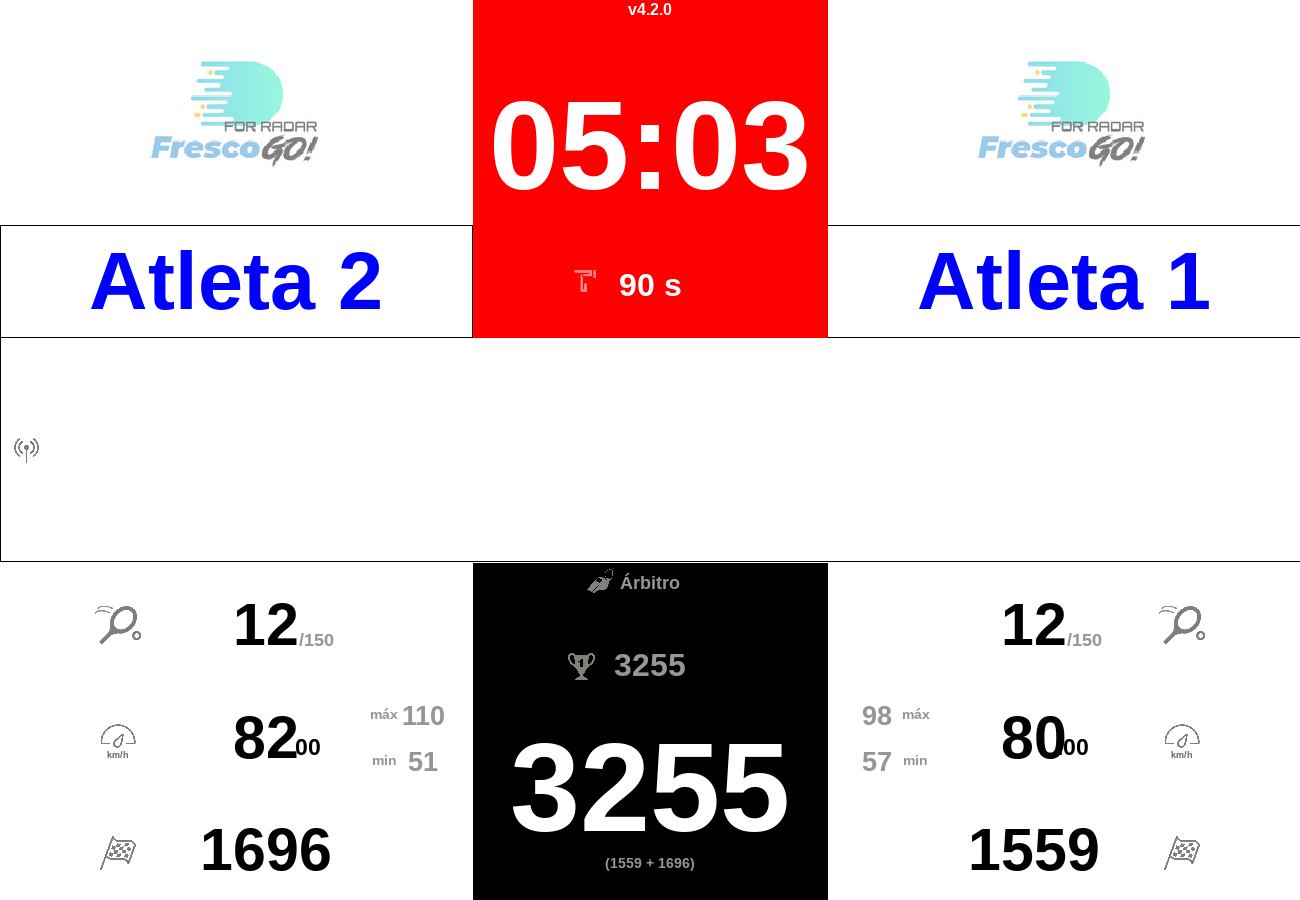 v4.2.0
FOR RADAR
FrescoGO!
05:03
FOR RADAR
FrescoGO!
Atleta 2
90 s
Atleta 1
Árbitro
12/150
3255
12/150
8200
máx 110
min 51
98 máx
57 min
8000
km/h
km/h
3255
1696
(1559 + 1696)
1559